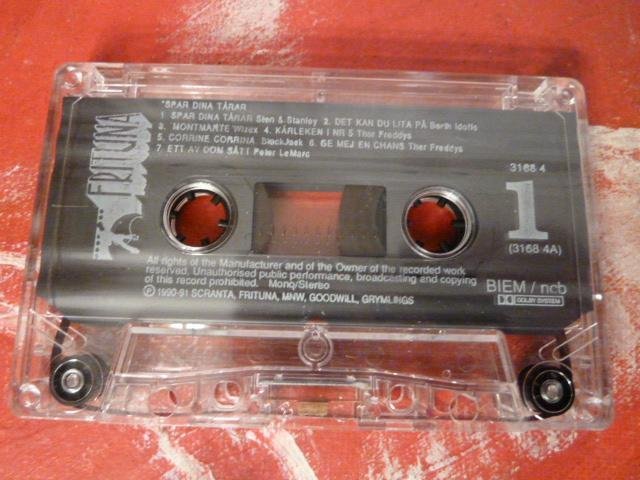 "SPAR DINA TÅRAR
1 SPAR DINA TÅRAR Sten & Stanley 2. DET KAN DU LITA PÅ Berth Idoffs
3. MONTMARTE Wizex 4. KÄRLEKEN I NR 5 Thor Freddys
5. CORRINE CORRINA BlackJack 6. GE MEJ EN CHANS Thor Freddys
7 ETT AV DOM SÄTT Peter LeMarc
FRITUNA
3168 4
1
(3168 4A)
All rights of the Manufacturer and of the Owner of the recorded work
reserved. Unauthorised public performance, broadcasting and copying
of this record prohibited. Mono/Stereo
℗ 1990-91 SCRANTA, FRITUNA, MNW, GOODWILL, GRYMLINGS
BIEM / ncb
DOLBY SYSTEM